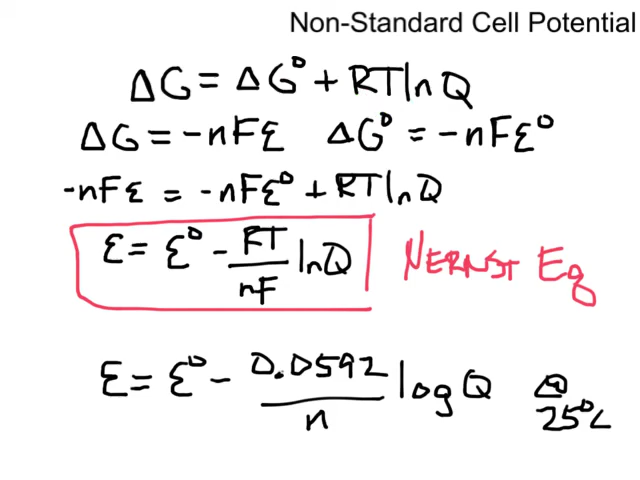 Non-Standard Cell Potential
ΔG = ΔG° + RT ln Q
ΔG = -nFε ΔG° = -nFε°
-nFε = -nFε° + RT ln Q
ε = ε° - RT/nF ln Q NERNST Eq
ε = ε° - 0.0592/n log Q @ 25°C